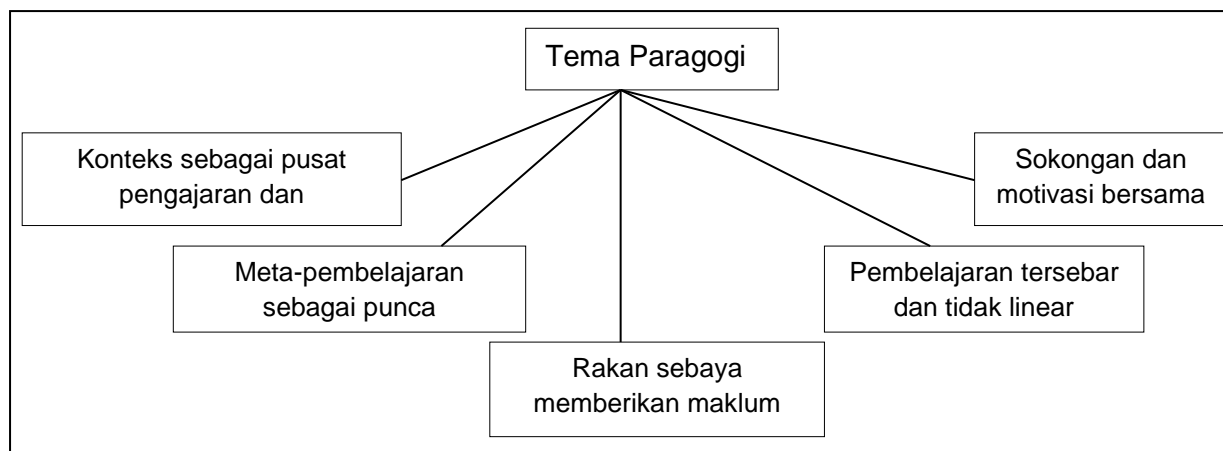 Tema Paragogi
Konteks sebagai pusat
pengajaran dan
Sokongan dan
motivasi bersama
Meta-pembelajaran
sebagai punca
Pembelajaran tersebar
dan tidak linear
Rakan sebaya
memberikan maklum